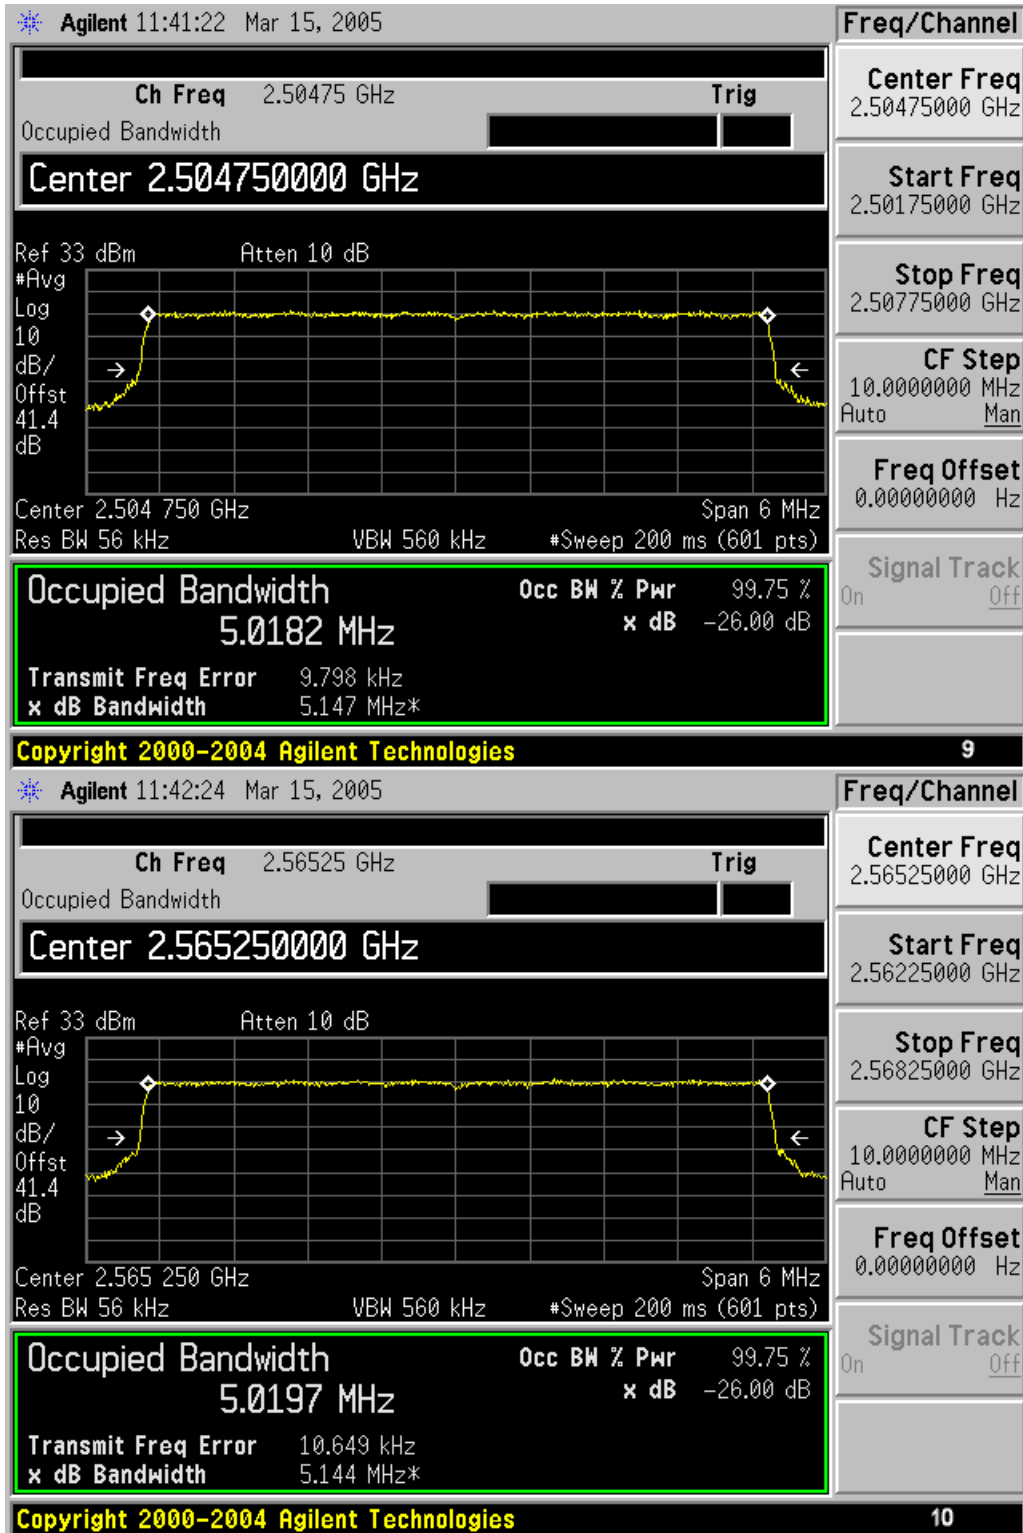 Agilent 11:41:22 Mar 15, 2005
Freq/Channel
Ch Freq 2.50475 GHz Trig
Occupied Bandwidth
Center 2.504750000 GHz
Ref 33 dBm Atten 10 dB
#Avg
Log
10
dB/
Offst
41.4
dB
Center 2.504 750 GHz Span 6 MHz
Res BW 56 kHz VBW 560 kHz #Sweep 200 ms (601 pts)
Occupied Bandwidth Occ BW % Pwr 99.75 %
5.0182 MHz x dB -26.00 dB
Transmit Freq Error 9.798 kHz
x dB Bandwidth 5.147 MHz*
Center Freq
2.50475000 GHz
Start Freq
2.50175000 GHz
Stop Freq
2.50775000 GHz
CF Step
10.0000000 MHz
Auto Man
Freq Offset
0.00000000 Hz
Signal Track
On Off
Copyright 2000-2004 Agilent Technologies 9
Agilent 11:42:24 Mar 15, 2005
Freq/Channel
Ch Freq 2.56525 GHz Trig
Occupied Bandwidth
Center 2.565250000 GHz
Ref 33 dBm Atten 10 dB
#Avg
Log
10
dB/
Offst
41.4
dB
Center 2.565 250 GHz Span 6 MHz
Res BW 56 kHz VBW 560 kHz #Sweep 200 ms (601 pts)
Occupied Bandwidth Occ BW % Pwr 99.75 %
5.0197 MHz x dB -26.00 dB
Transmit Freq Error 10.649 kHz
x dB Bandwidth 5.144 MHz*
Center Freq
2.56525000 GHz
Start Freq
2.56225000 GHz
Stop Freq
2.56825000 GHz
CF Step
10.0000000 MHz
Auto Man
Freq Offset
0.00000000 Hz
Signal Track
On Off
Copyright 2000-2004 Agilent Technologies 10